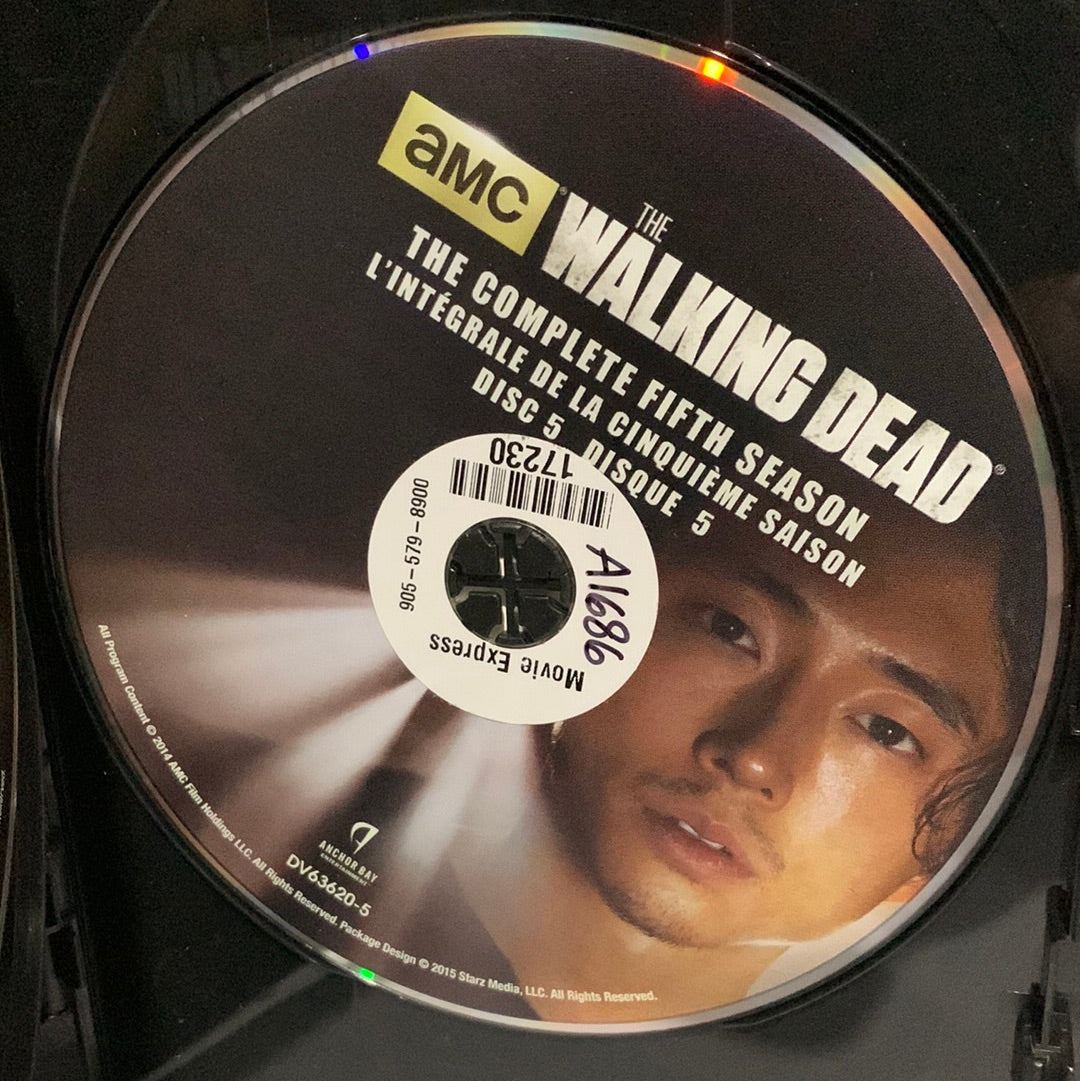 aMC
THE
WALKING DEAD®
THE COMPLETE FIFTH SEASON
L'INTÉGRALE DE LA CINQUIÈME SAISON
DISC 5 DISQUE 5
17230
905-579-8900
A1686
Movie Express
ANCHOR BAY
ENTERTAINMENT
DV63620-5
All Program Content © 2014 AMC Film Holdings LLC. All Rights Reserved. Package Design © 2015 Starz Media, LLC. All Rights Reserved.